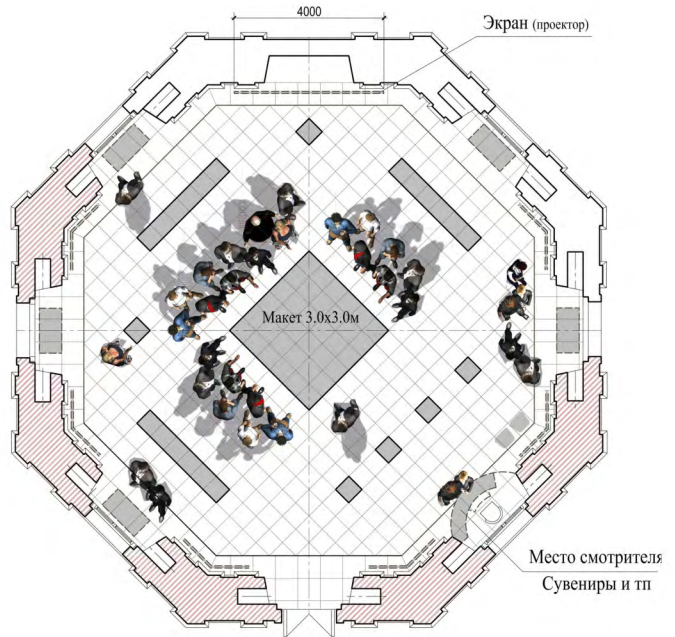 4000
Экран (проектор)
Макет 3.0х3.0м
Место смотрителя
Сувениры и тп